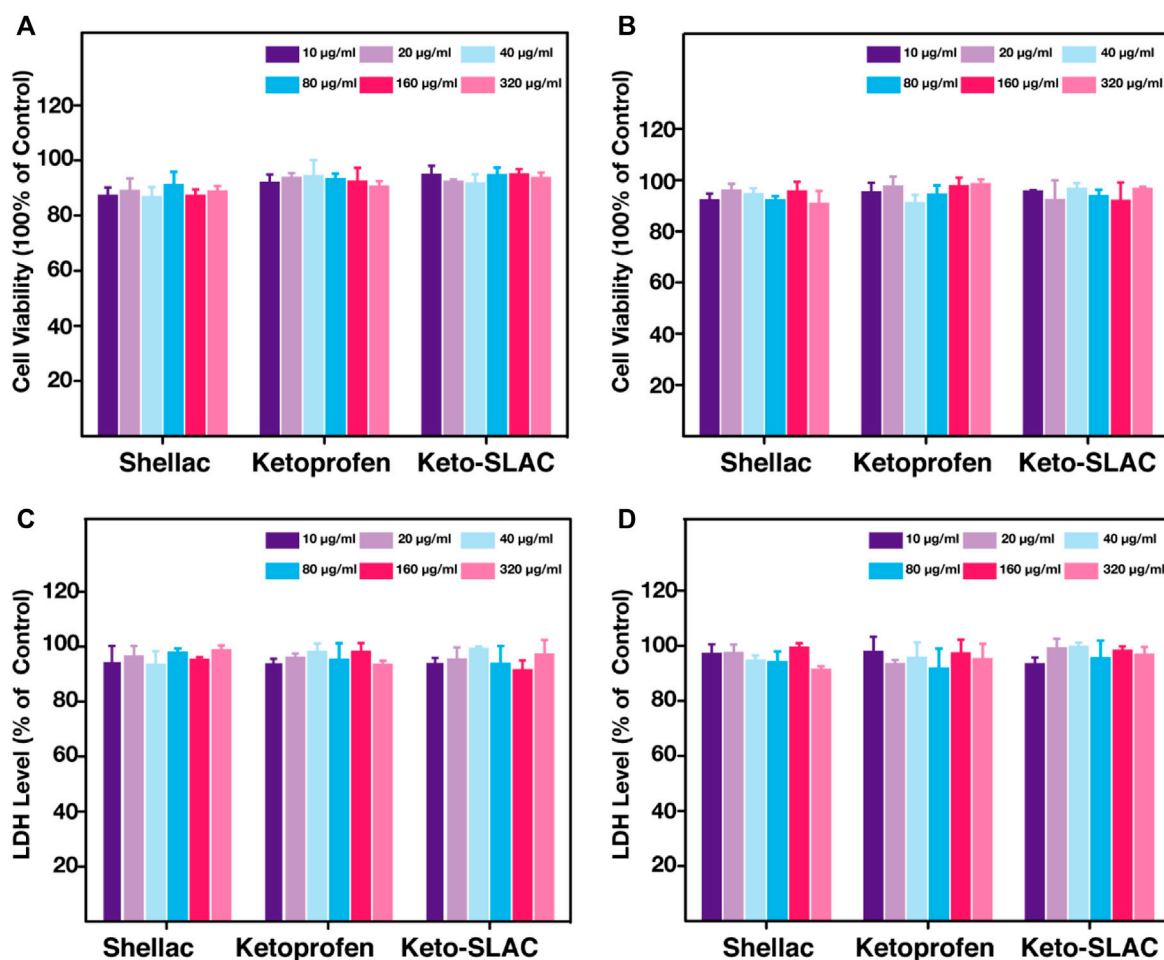 A
10 µg/ml 20 µg/ml 40 µg/ml
80 µg/ml 160 µg/ml 320 µg/ml
Cell Viability (100% of Control)
120
100
80
60
40
20
Shellac Ketoprofen Keto-SLAC
B
10 µg/ml 20 µg/ml 40 µg/ml
80 µg/ml 160 µg/ml 320 µg/ml
Cell Viability (100% of Control)
120
100
80
60
40
20
Shellac Ketoprofen Keto-SLAC
C
10 µg/ml 20 µg/ml 40 µg/ml
80 µg/ml 160 µg/ml 320 µg/ml
LDH Level (% of Control)
120
100
80
60
40
20
Shellac Ketoprofen Keto-SLAC
D
10 µg/ml 20 µg/ml 40 µg/ml
80 µg/ml 160 µg/ml 320 µg/ml
LDH Level (% of Control)
120
100
80
60
40
20
Shellac Ketoprofen Keto-SLAC